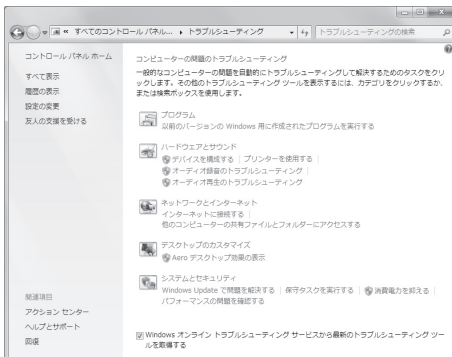 « すべてのコントロール パネル... ▸ トラブルシューティング
トラブルシューティングの検索
コントロール パネル ホーム
すべて表示
履歴の表示
設定の変更
友人の支援を受ける
コンピューターの問題のトラブルシューティング
一般的なコンピューターの問題を自動的にトラブルシューティングして解決するためのタスクをクリ
ックします。その他のトラブルシューティング ツールを表示するには、カテゴリをクリックするか、
または検索ボックスを使用します。
プログラム
以前のバージョンの Windows 用に作成されたプログラムを実行する
ハードウェアとサウンド
デバイスを構成する | プリンターを使用する |
オーディオ録音のトラブルシューティング |
オーディオ再生のトラブルシューティング
ネットワークとインターネット
インターネットに接続する |
他のコンピューターの共有ファイルとフォルダーにアクセスする
デスクトップのカスタマイズ
Aero デスクトップ効果の表示
システムとセキュリティ
Windows Update で問題を解決する | 保守タスクを実行する | 消費電力を抑える |
パフォーマンスの問題を確認する
関連項目
アクション センター
ヘルプとサポート
回復
Windows オンライン トラブルシューティング サービスから最新のトラブルシューティング ツー
ルを取得する